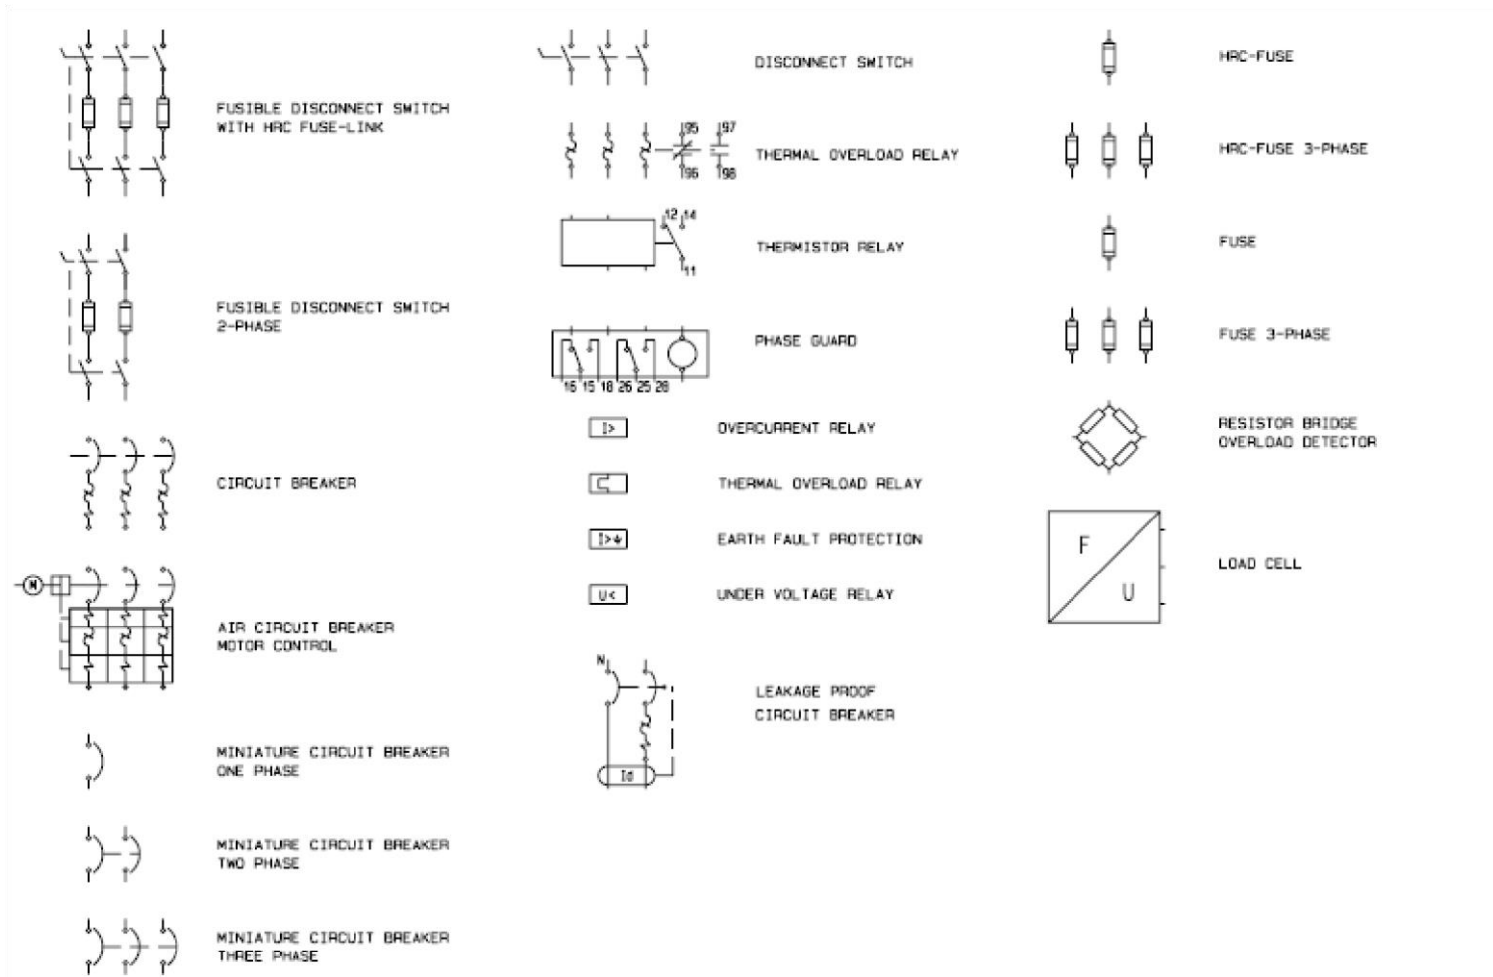 FUSIBLE DISCONNECT SWITCH
WITH HRC FUSE-LINK
FUSIBLE DISCONNECT SWITCH
2-PHASE
CIRCUIT BREAKER
M
AIR CIRCUIT BREAKER
MOTOR CONTROL
MINIATURE CIRCUIT BREAKER
ONE PHASE
MINIATURE CIRCUIT BREAKER
TWO PHASE
MINIATURE CIRCUIT BREAKER
THREE PHASE
DISCONNECT SWITCH
95 97
THERMAL OVERLOAD RELAY
96 98
12 14
THERMISTOR RELAY
11
PHASE GUARD
16 15 18 26 25 28
I> OVERCURRENT RELAY
THERMAL OVERLOAD RELAY
I> EARTH FAULT PROTECTION
U< UNDER VOLTAGE RELAY
N
LEAKAGE PROOF
CIRCUIT BREAKER
Id
HRC-FUSE
HRC-FUSE 3-PHASE
FUSE
FUSE 3-PHASE
RESISTOR BRIDGE
OVERLOAD DETECTOR
F
LOAD CELL
U